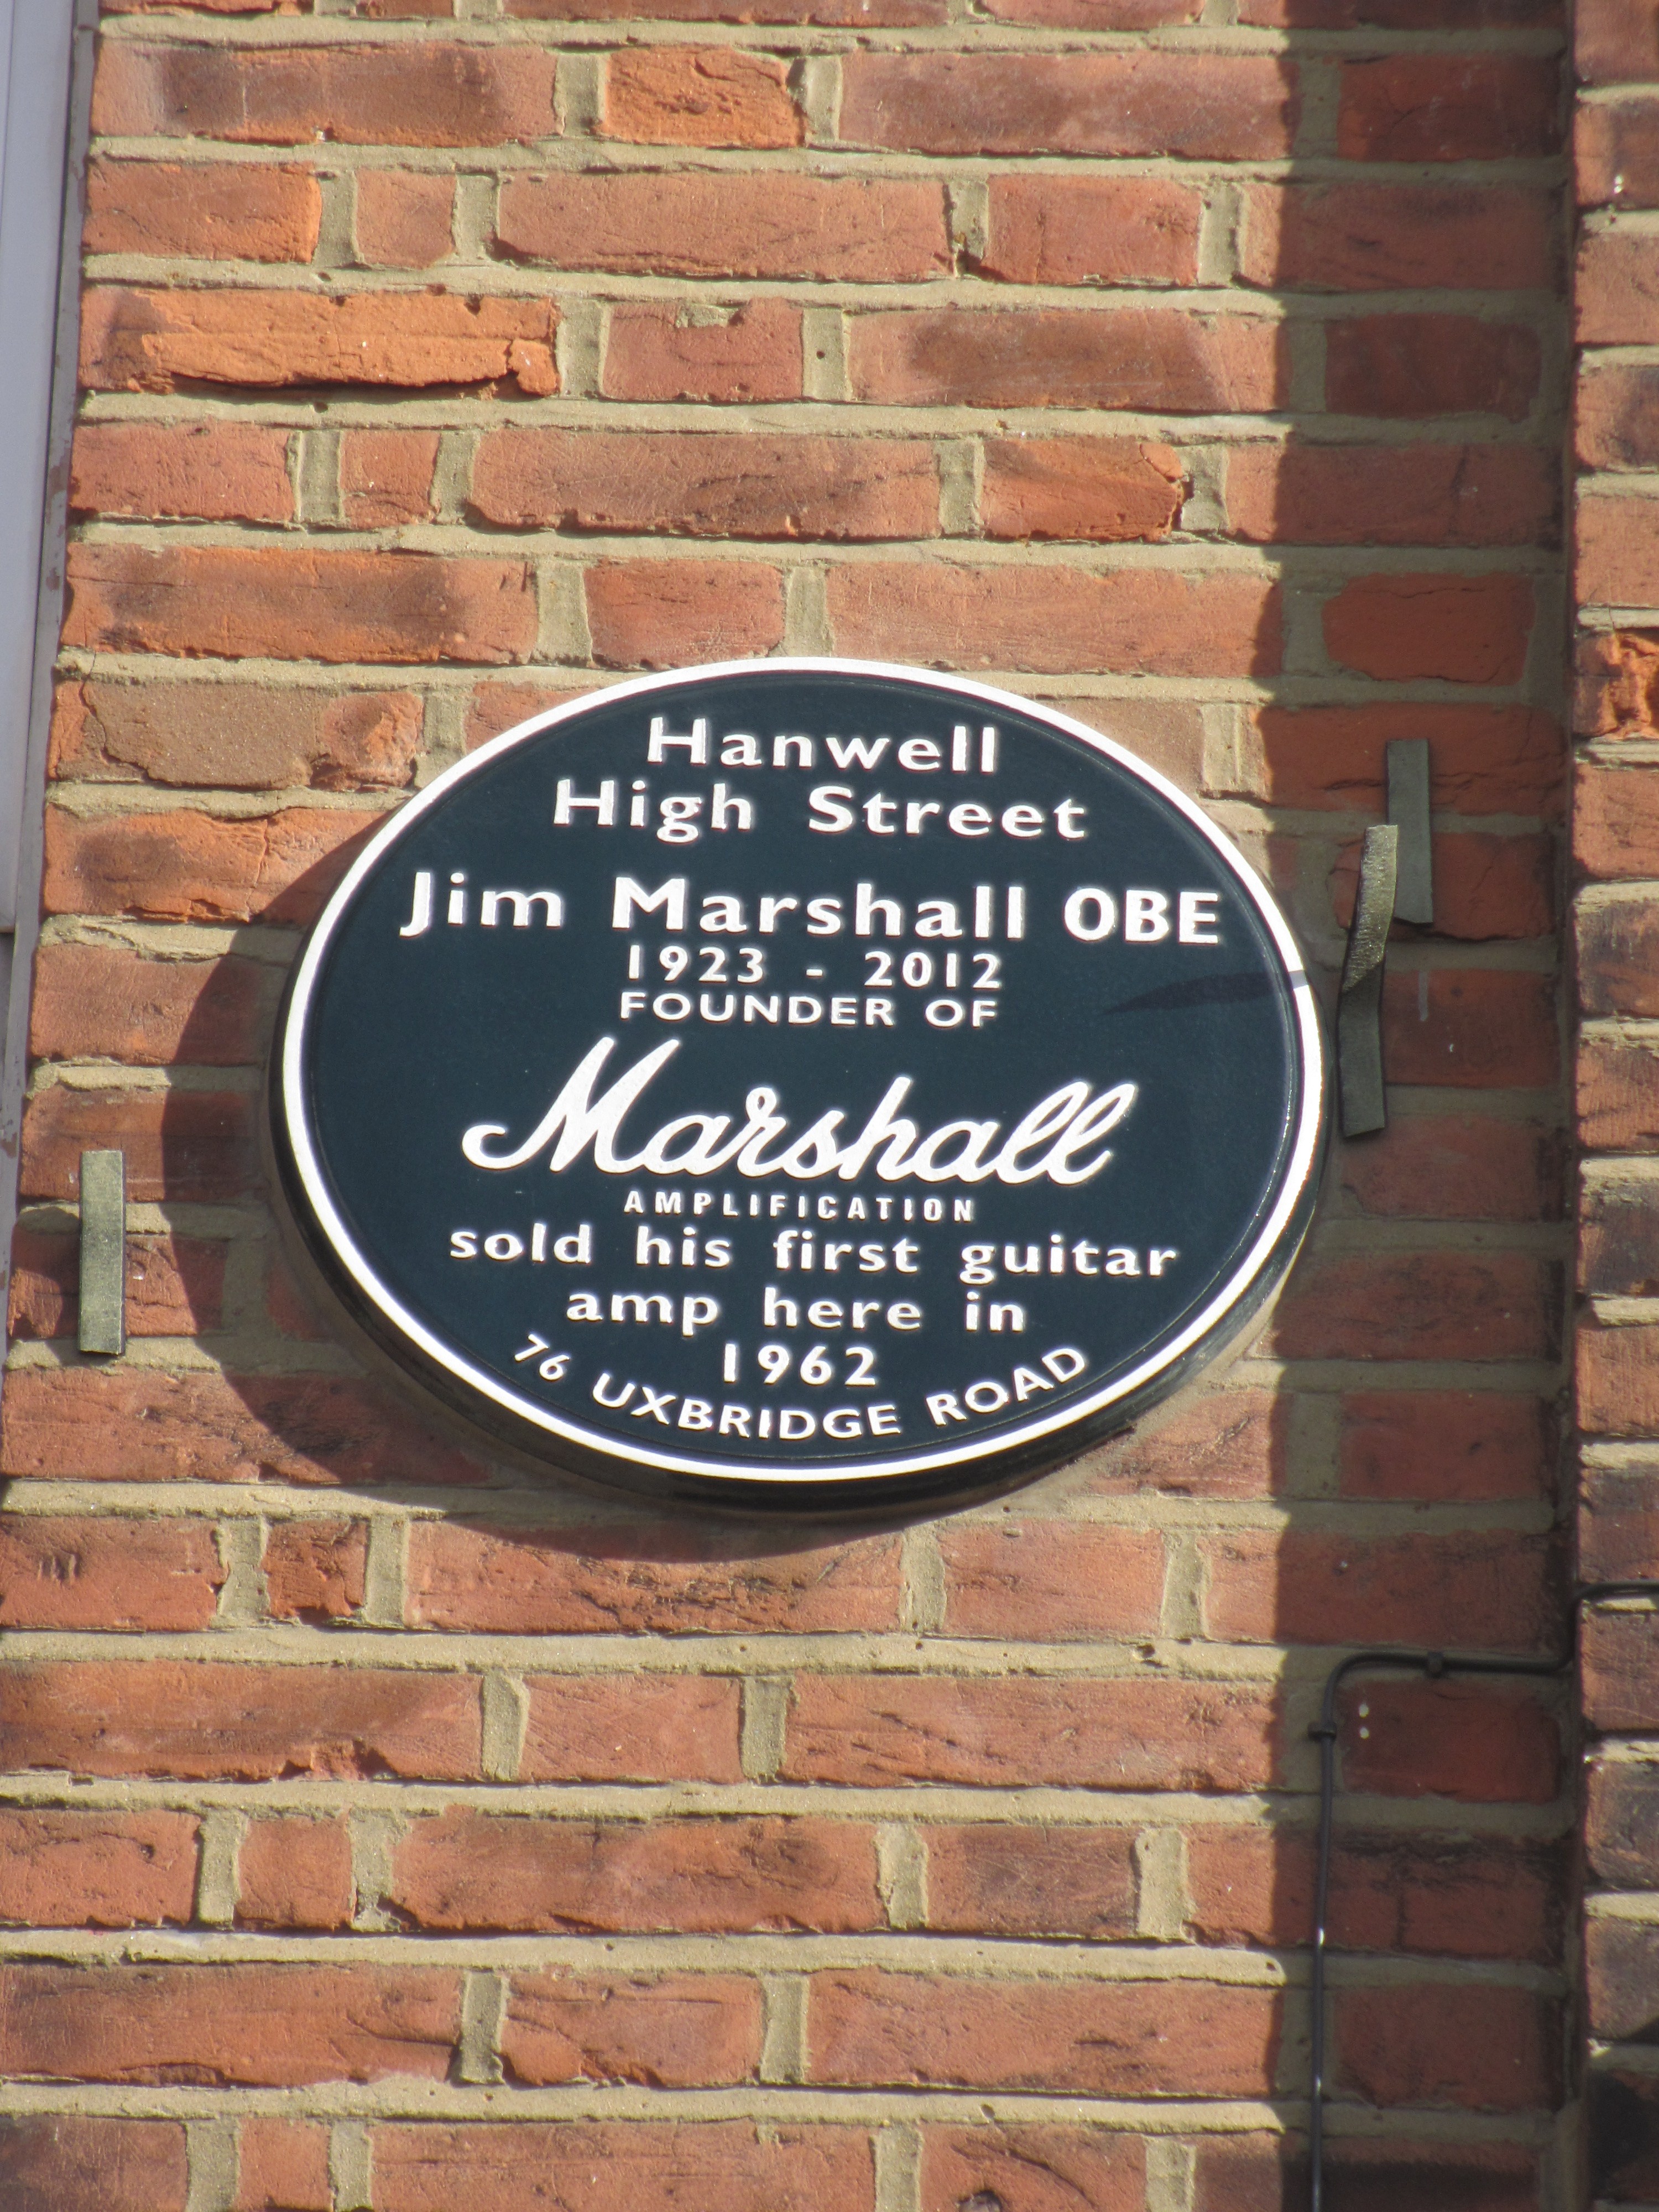 Hanwell
High Street
Jim Marshall OBE
1923 - 2012
FOUNDER OF
Marshall
AMPLIFICATION
sold his first guitar
amp here in
1962
76 UXBRIDGE ROAD